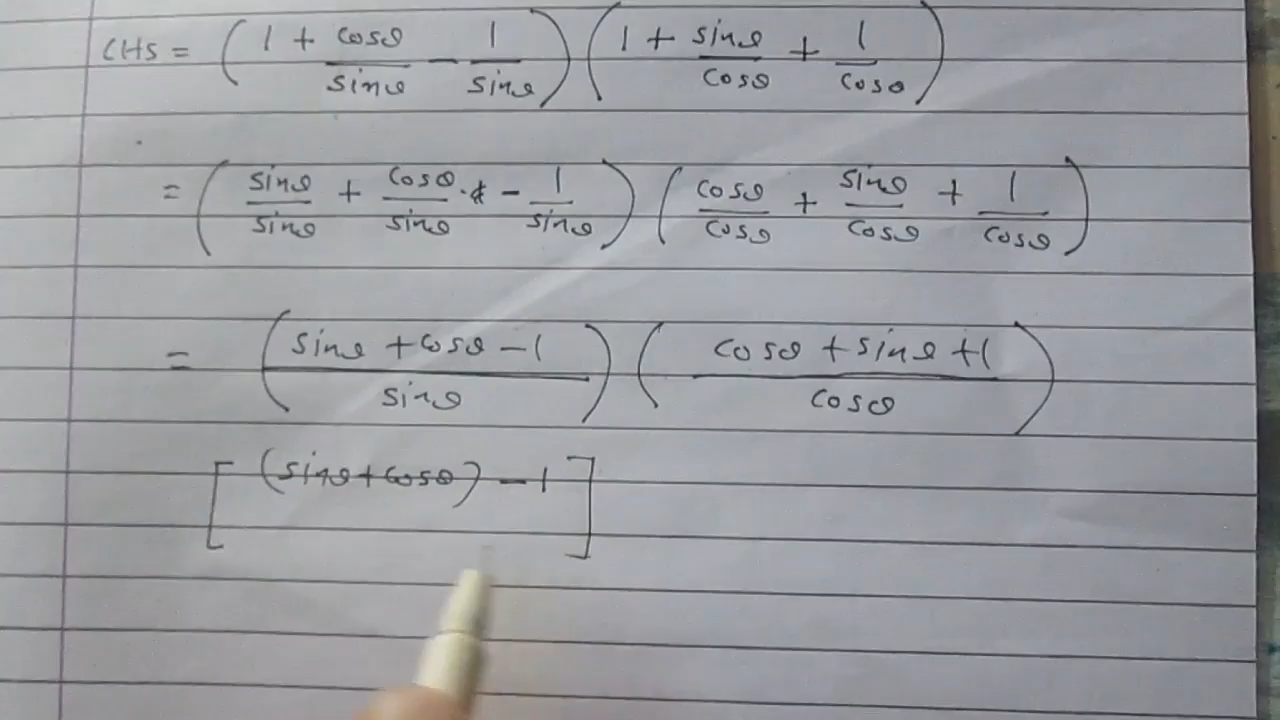 LHS = (1 + cosθ/sinθ - 1/sinθ) (1 + sinθ/cosθ + 1/cosθ)
= (sinθ/sinθ + cosθ/sinθ · - 1/sinθ) (cosθ/cosθ + sinθ/cosθ + 1/cosθ)
= ((sinθ + cosθ - 1)/sinθ) ((cosθ + sinθ + 1)/cosθ)
[(sinθ + cosθ) - 1]